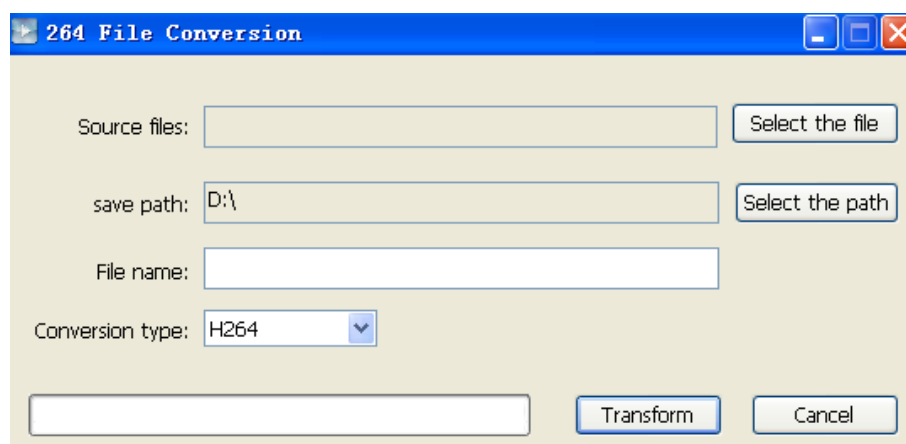 264 File Conversion
Source files:
Select the file
save path:
D:\
Select the path
File name:
Conversion type:
H264
Transform
Cancel